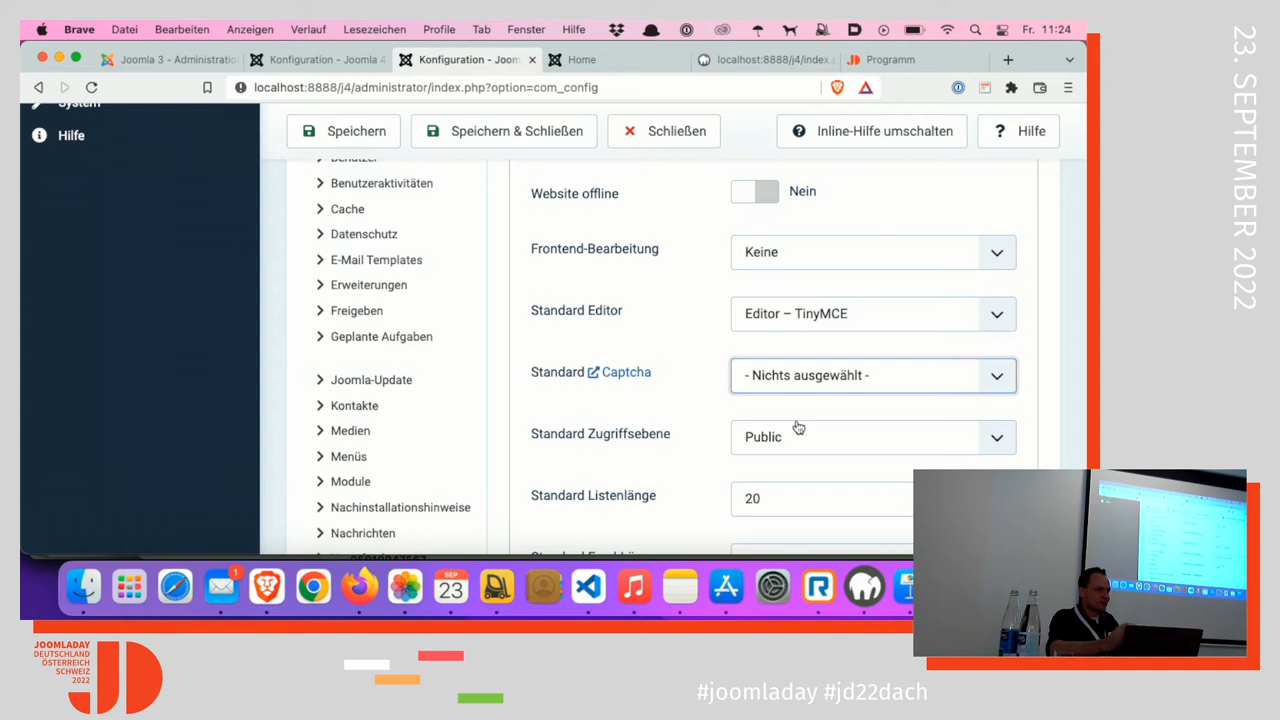 Brave Datei Bearbeiten Anzeigen Verlauf Lesezeichen Profile Tab Fenster Hilfe Fr. 11:24
Joomla 3 - Administratio
Konfiguration - Joomla 4
Konfiguration - Joom
Home
localhost:8888/j4/index.p
Programm
localhost:8888/j4/administrator/index.php?option=com_config
System
Hilfe
Speichern
Speichern & Schließen
Schließen
Inline-Hilfe umschalten
Hilfe
Benutzer
Benutzeraktivitäten
Cache
Datenschutz
E-Mail Templates
Erweiterungen
Freigeben
Geplante Aufgaben
Joomla-Update
Kontakte
Medien
Menüs
Module
Nachinstallationshinweise
Nachrichten
Website offline Nein
Frontend-Bearbeitung Keine
Standard Editor Editor – TinyMCE
Standard Captcha - Nichts ausgewählt -
Standard Zugriffsebene Public
Standard Listenlänge 20
1
SEP
23
23. SEPTEMBER 2022
JOOMLADAY
DEUTSCHLAND
ÖSTERREICH
SCHWEIZ
2022
#joomladay #jd22dach